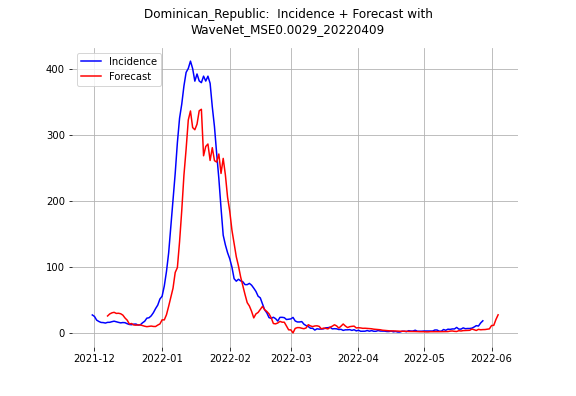 Dominican_Republic:  Incidence + Forecast with
WaveNet_MSE0.0029_20220409
Incidence
Forecast
400
300
200
100
0
2021-12 2022-01 2022-02 2022-03 2022-04 2022-05 2022-06